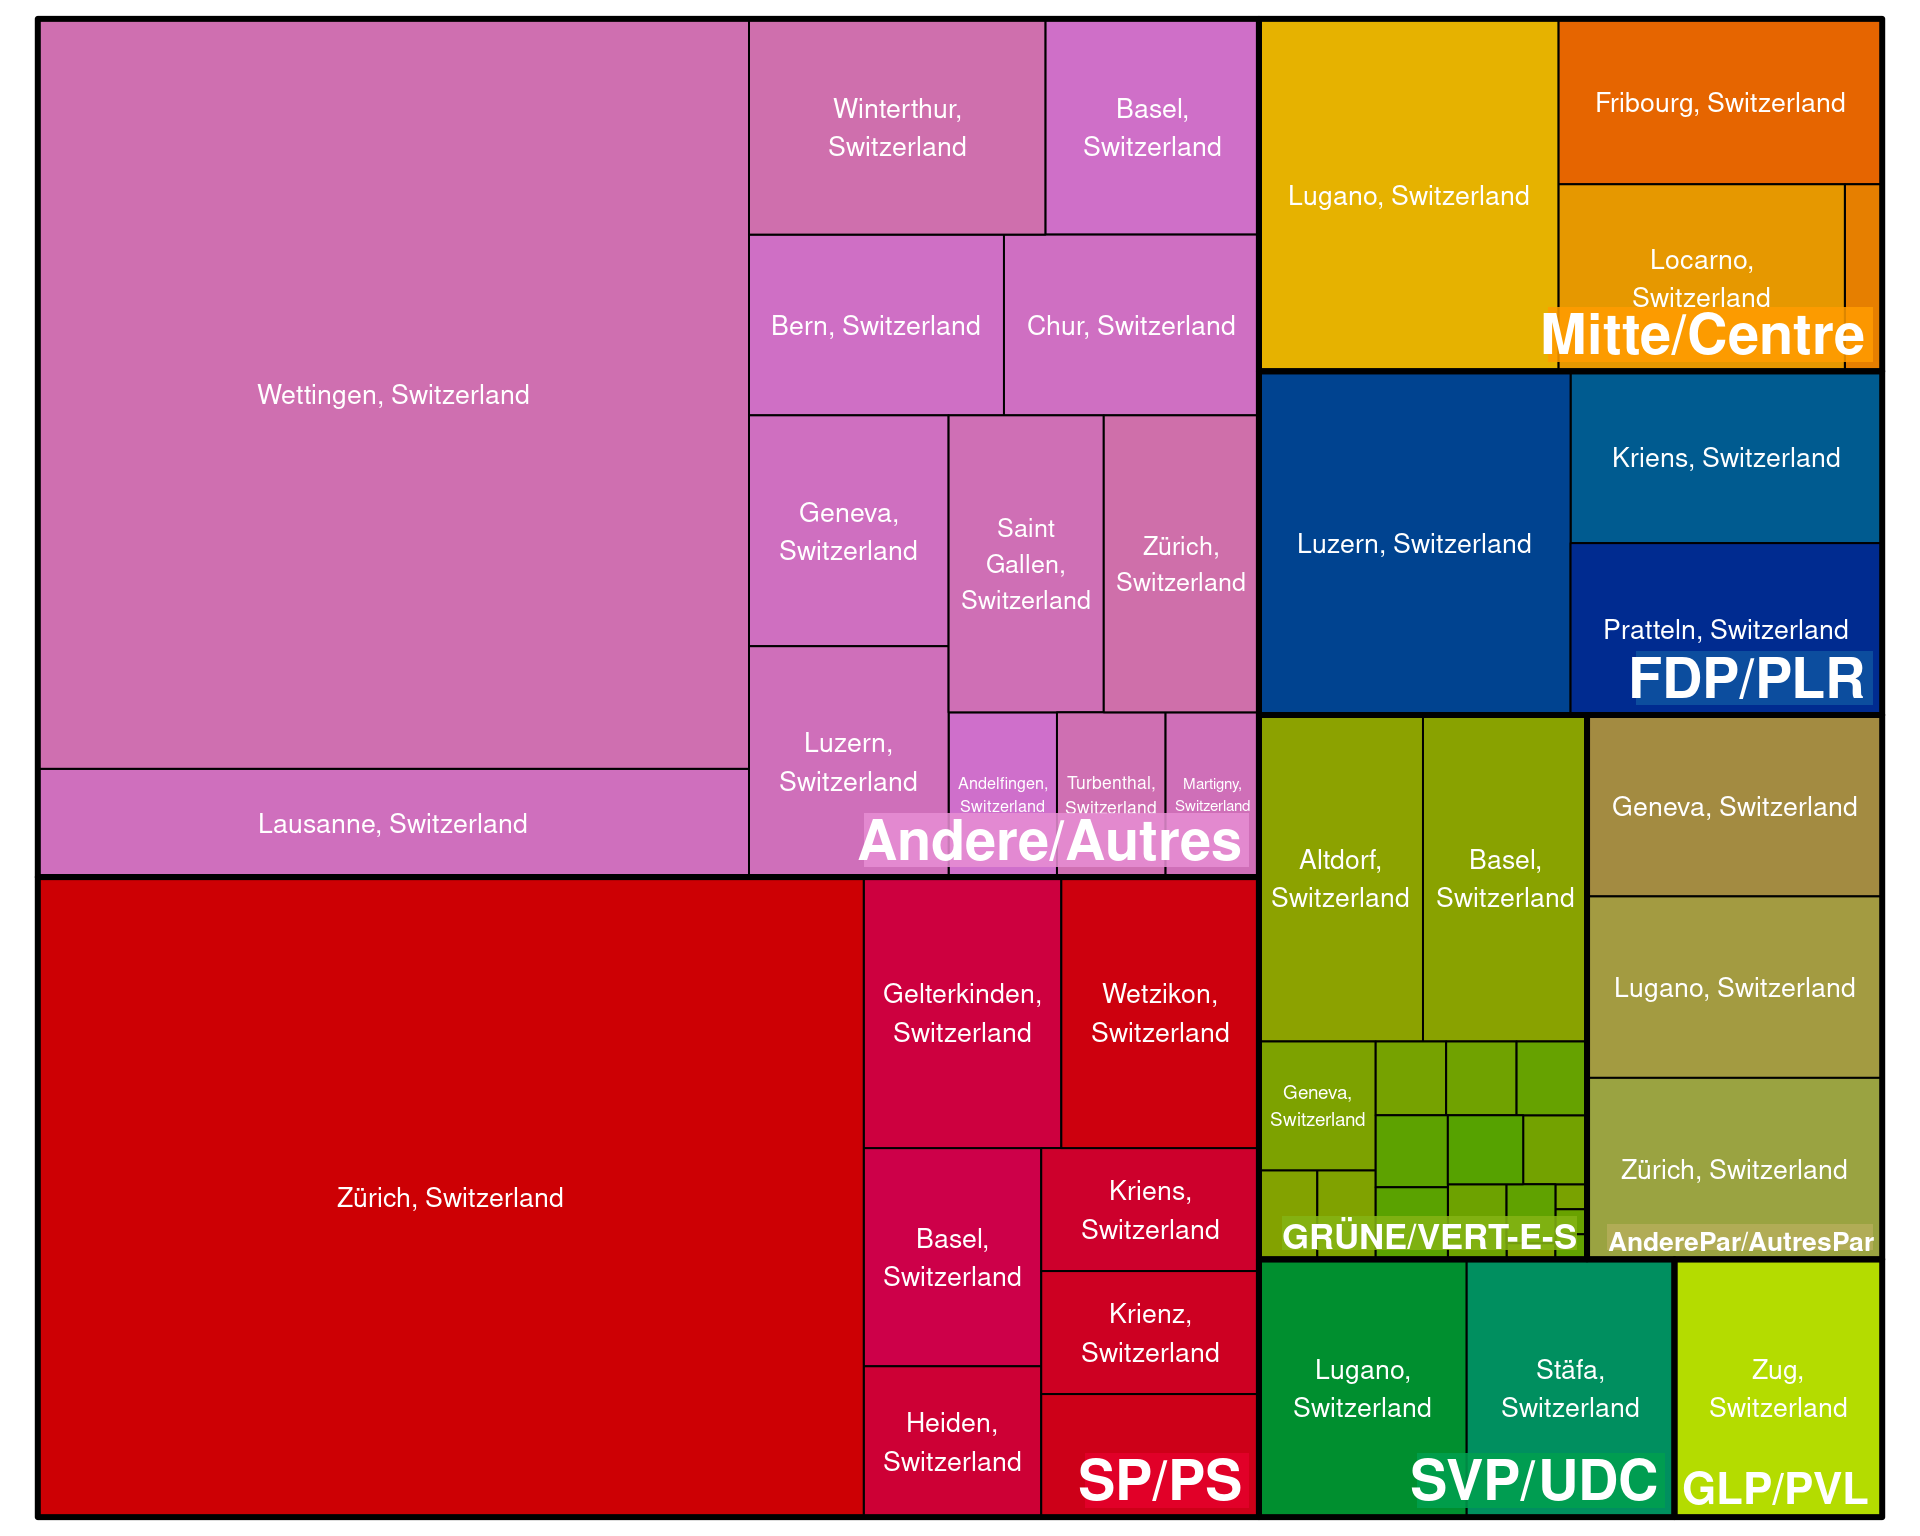 Wettingen, Switzerland
Lausanne, Switzerland
Winterthur,
Switzerland
Basel,
Switzerland
Bern, Switzerland
Chur, Switzerland
Geneva,
Switzerland
Saint
Gallen,
Switzerland
Zürich,
Switzerland
Luzern,
Switzerland
Andelfingen,
Switzerland
Turbenthal,
Switzerland
Martigny,
Switzerland
Andere/Autres
Zürich, Switzerland
Gelterkinden,
Switzerland
Wetzikon,
Switzerland
Basel,
Switzerland
Kriens,
Switzerland
Krienz,
Switzerland
Heiden,
Switzerland
SP/PS
Lugano, Switzerland
Fribourg, Switzerland
Locarno,
Switzerland
Mitte/Centre
Luzern, Switzerland
Kriens, Switzerland
Pratteln, Switzerland
FDP/PLR
Altdorf,
Switzerland
Basel,
Switzerland
Geneva,
Switzerland
GRÜNE/VERT-E-S
Geneva, Switzerland
Lugano, Switzerland
Zürich, Switzerland
AnderePar/AutresPar
Lugano,
Switzerland
Stäfa,
Switzerland
SVP/UDC
Zug,
Switzerland
GLP/PVL